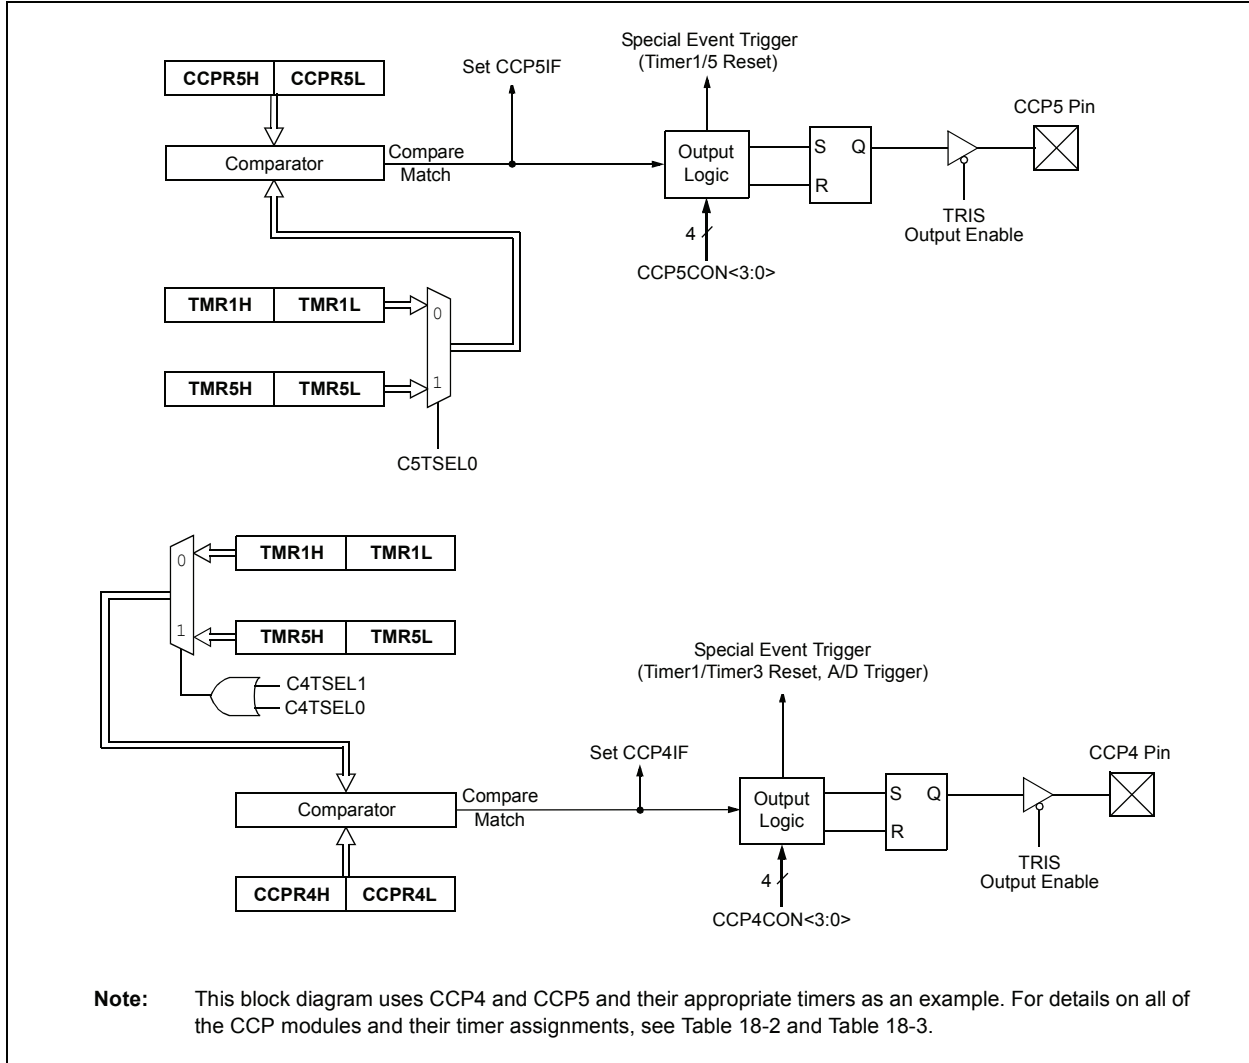 Special Event Trigger
(Timer1/5 Reset)
Set CCP5IF
CCPR5H CCPR5L
CCP5 Pin
Comparator
Compare
Match
Output
Logic
S Q
R
TRIS
Output Enable
4
CCP5CON<3:0>
TMR1H TMR1L
0
TMR5H TMR5L
1
C5TSEL0
TMR1H TMR1L
0
TMR5H TMR5L
1
C4TSEL1
C4TSEL0
Special Event Trigger
(Timer1/Timer3 Reset, A/D Trigger)
Set CCP4IF
CCP4 Pin
Comparator
Compare
Match
Output
Logic
S Q
R
TRIS
Output Enable
4
CCPR4H CCPR4L
CCP4CON<3:0>
Note: This block diagram uses CCP4 and CCP5 and their appropriate timers as an example. For details on all of
the CCP modules and their timer assignments, see Table 18-2 and Table 18-3.